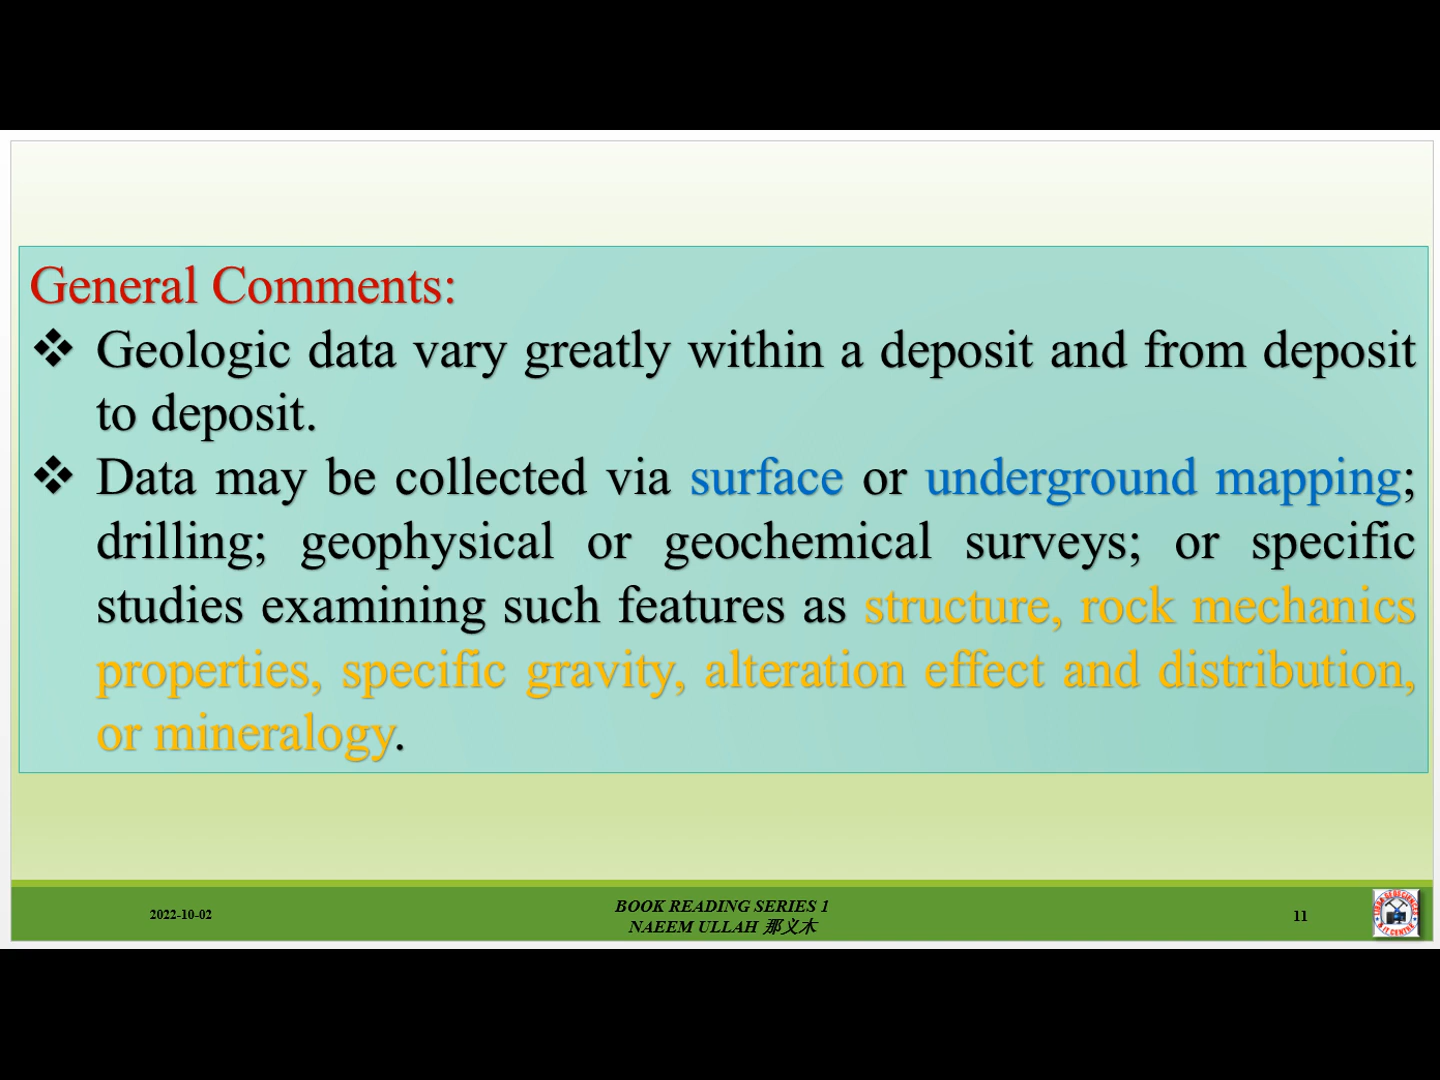 General Comments:
❖ Geologic data vary greatly within a deposit and from deposit
to deposit.
❖ Data may be collected via surface or underground mapping;
drilling; geophysical or geochemical surveys; or specific
studies examining such features as structure, rock mechanics
properties, specific gravity, alteration effect and distribution,
or mineralogy.
2022-10-02
BOOK READING SERIES 1
NAEEM ULLAH 那义木
11
& IT CENTRE